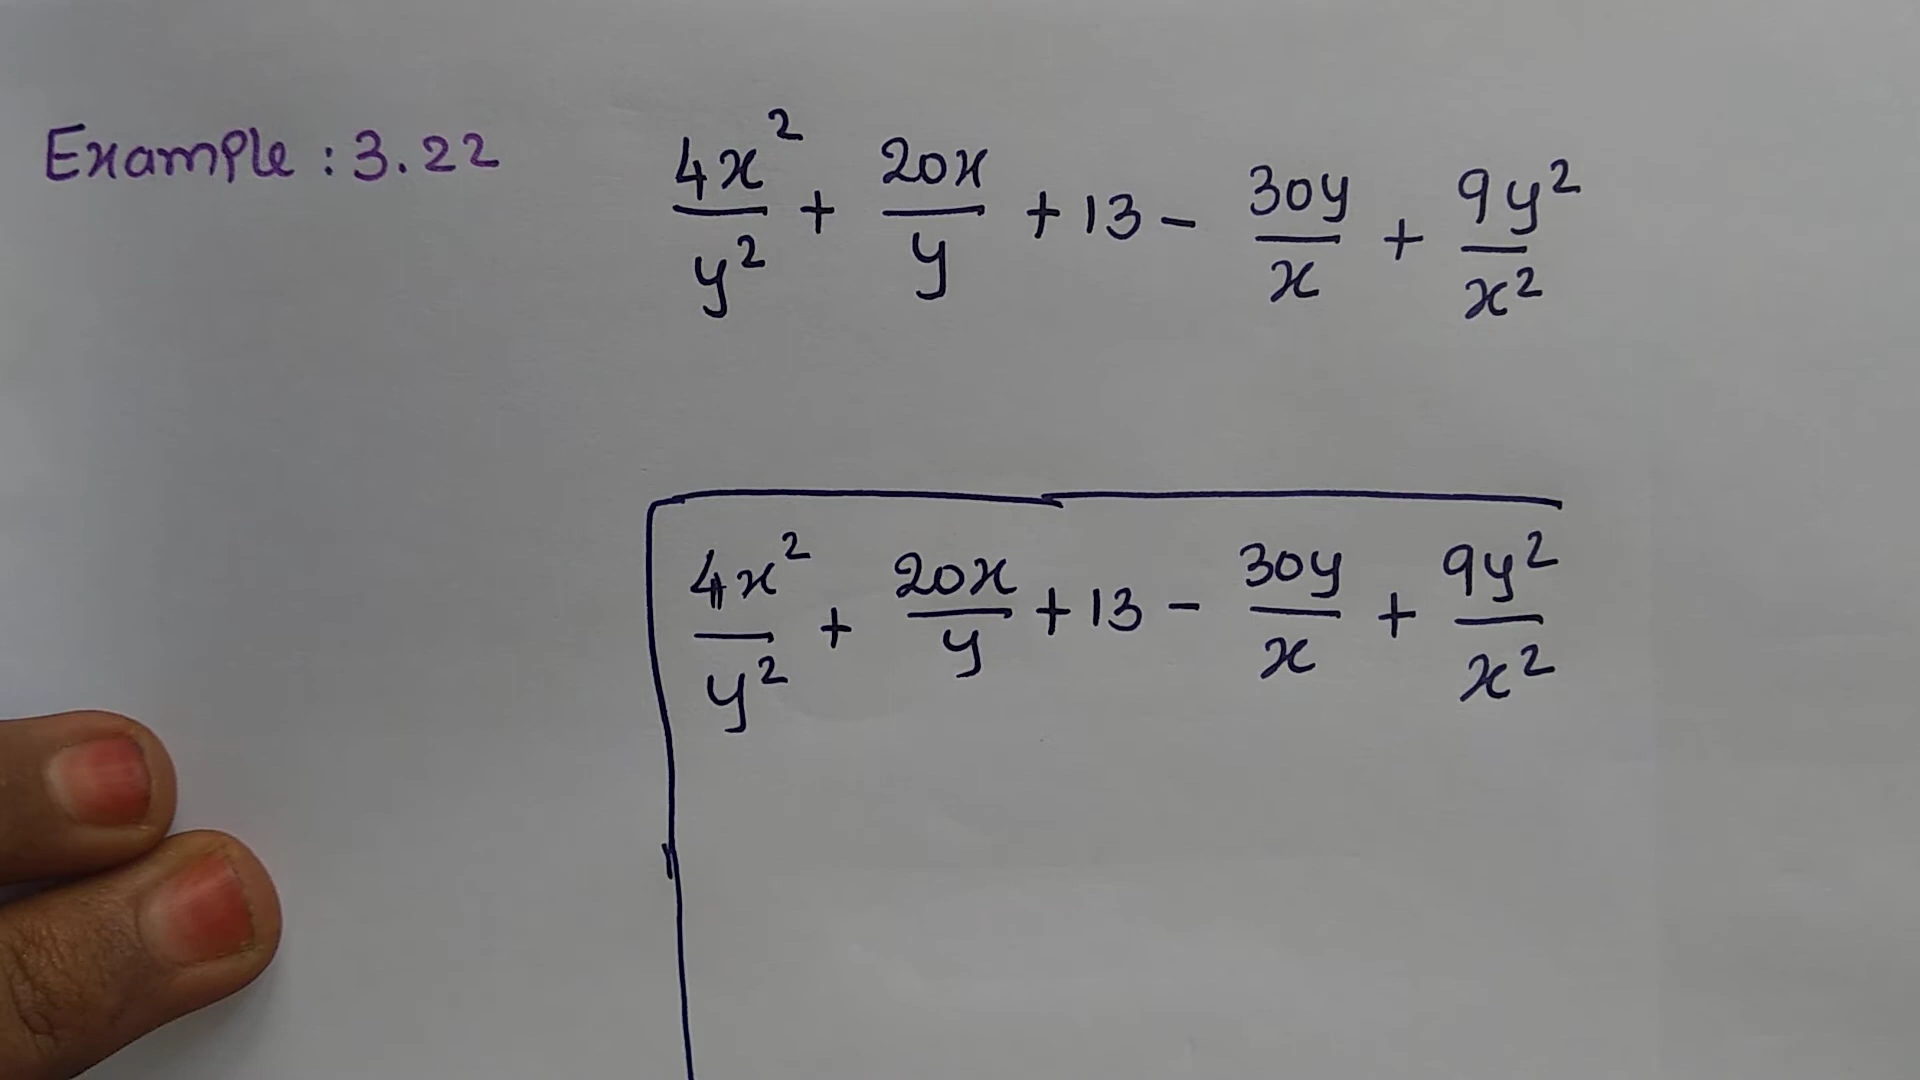 Example : 3.22
4x²/y² + 20x/y + 13 - 30y/x + 9y²/x²
4x²/y² + 20x/y + 13 - 30y/x + 9y²/x²